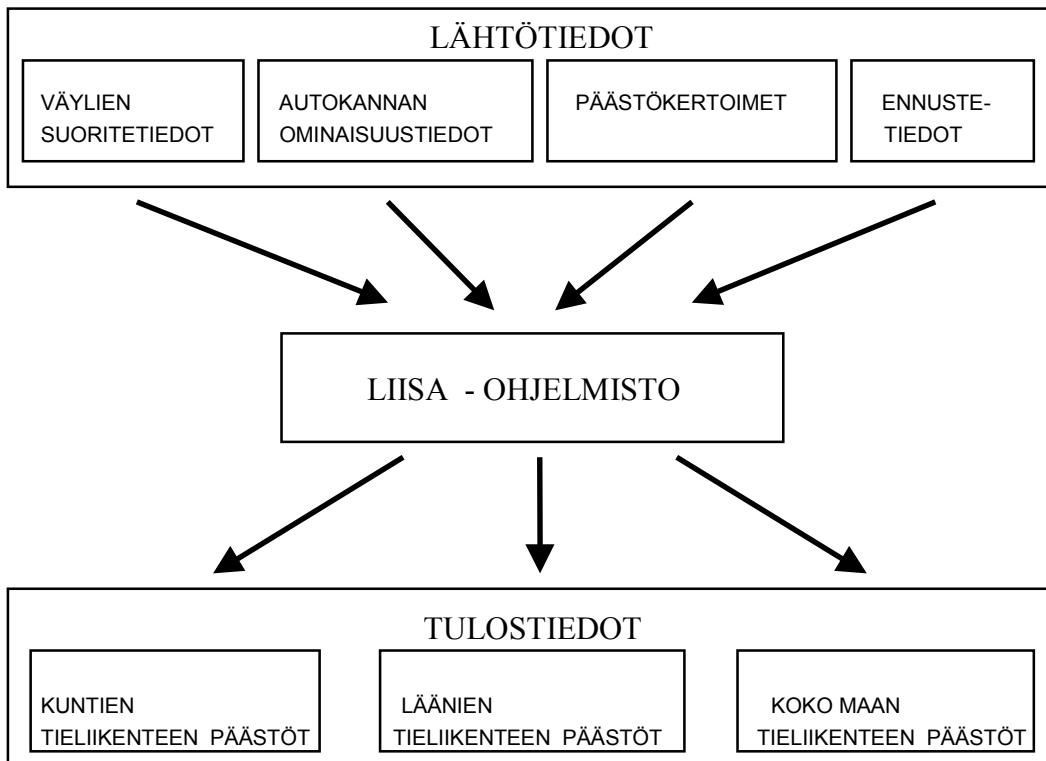 LÄHTÖTIEDOT
VÄYLIEN
SUORITETIEDOT
AUTOKANNAN
OMINAISUUSTIEDOT
PÄÄSTÖKERTOIMET
ENNUSTE-
TIEDOT
LIISA - OHJELMISTO
TULOSTIEDOT
KUNTIEN
TIELIIKENTEEN PÄÄSTÖT
LÄÄNIEN
TIELIIKENTEEN PÄÄSTÖT
KOKO MAAN
TIELIIKENTEEN PÄÄSTÖT